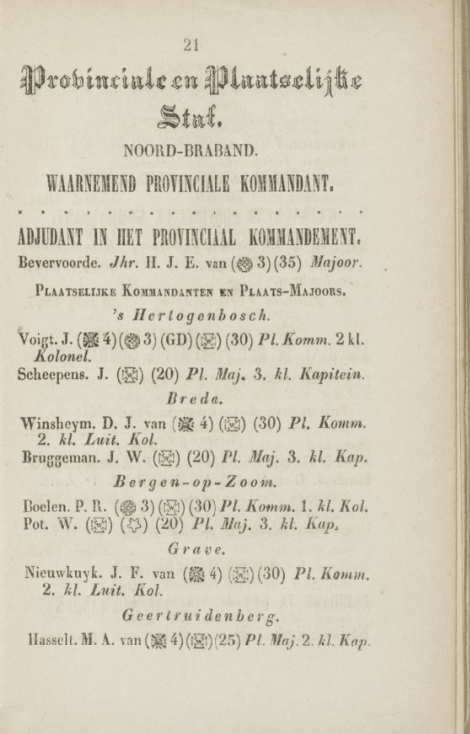 21
Provinciale en Plaatselijke
Staf.
NOORD-BRABAND.
WAARNEMEND PROVINCIALE KOMMANDANT.
. . . . . . . . . . . . . . . . .
ADJUDANT IN HET PROVINCIAAL KOMMANDEMENT.
Bevervoorde. Jhr. H. J. E. van ( 3) (35) Majoor.
PLAATSELIJKE KOMMANDANTEN EN PLAATS-MAJOORS.
's Hertogenbosch.
Voigt. J. ( 4) ( 3) (GD) ( ) (30) Pl. Komm. 2 kl.
Kolonel.
Scheepens. J. ( ) (20) Pl. Maj. 3. kl. Kapitein.
Breda.
Winsheym. D. J. van ( 4) ( ) (30) Pl. Komm.
2. kl. Luit. Kol.
Bruggeman. J. W. ( ) (20) Pl. Maj. 3. kl. Kap.
Bergen-op-Zoom.
Boelen. P. R. ( 3) ( ) (30) Pl. Komm. 1. kl. Kol.
Pot. W. ( ) ( ) (20) Pl. Maj. 3. kl. Kap.
Grave.
Nieuwkuyk. J. F. van ( 4) ( ) (30) Pl. Komm.
2. kl. Luit. Kol.
Geertruidenberg.
Hasselt. M. A. van ( 4) ( ) (25) Pl. Maj. 2. kl. Kap.